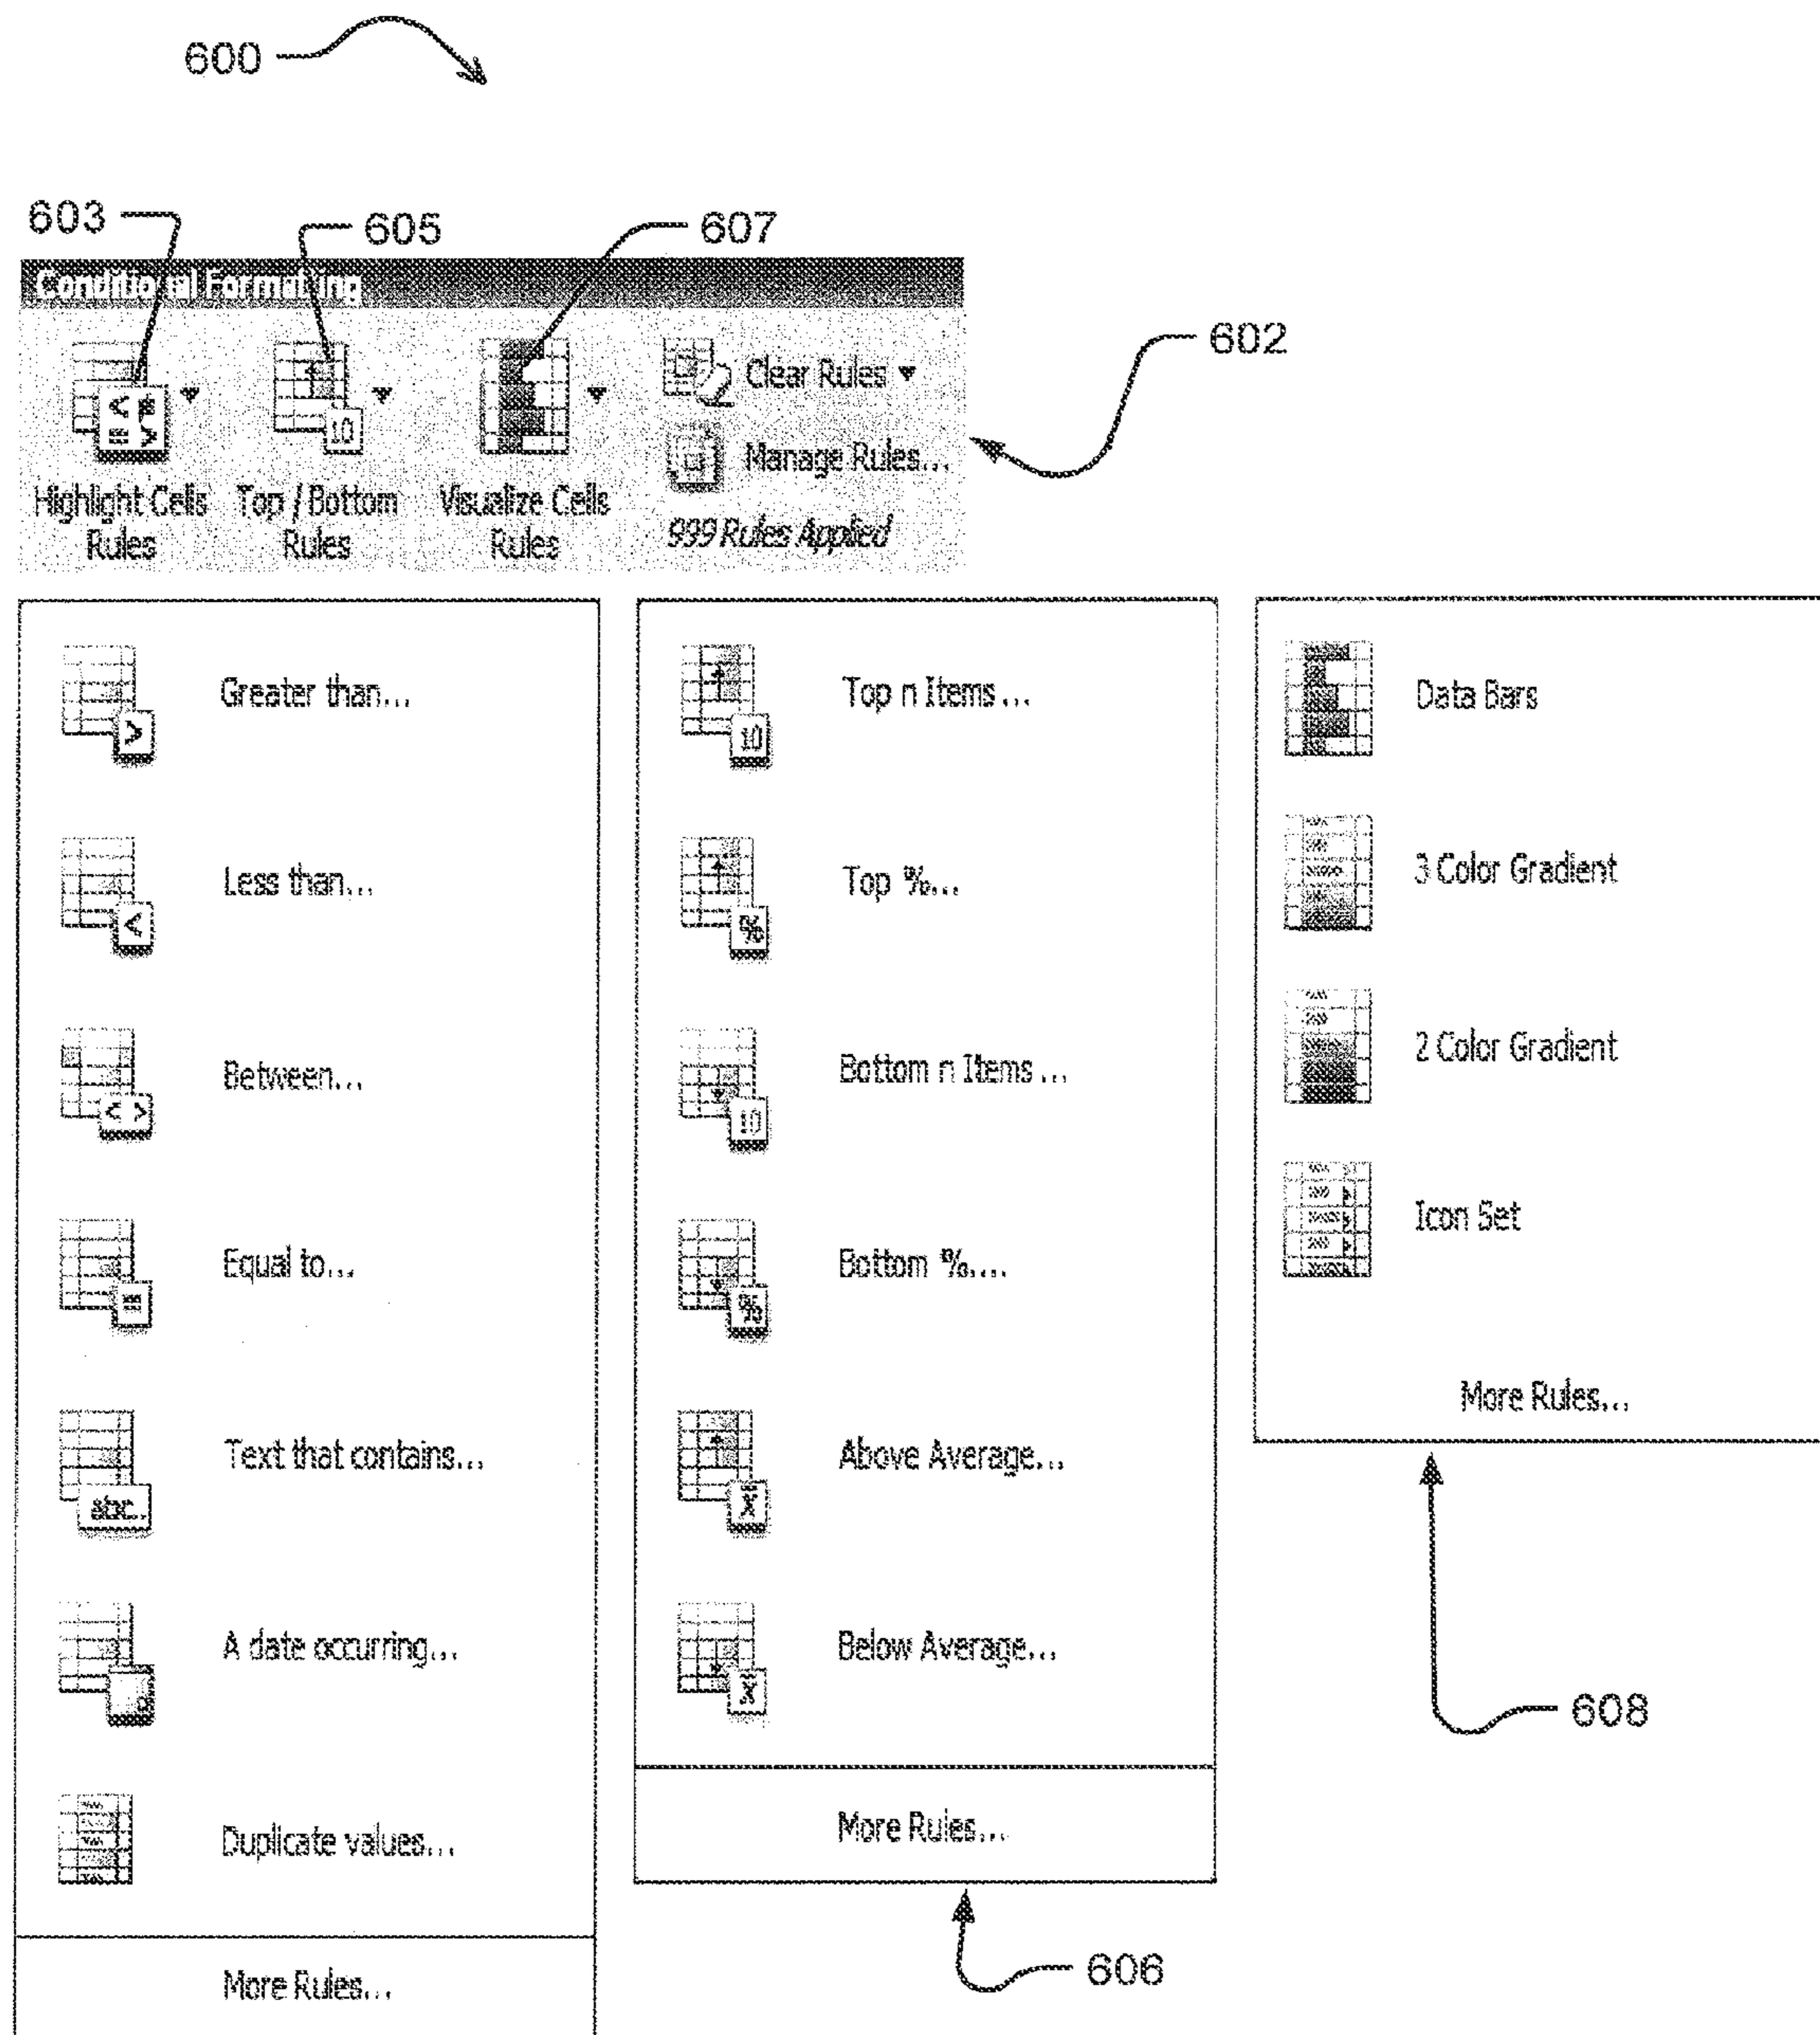 600
603
605
607
Conditional Formatting
602
Clear Rules
Manage Rules...
Highlight Cells
Rules
Top / Bottom
Rules
Visualize Cells
Rules
999 Rules Applied
Greater than...
Less than...
Between...
Equal to...
Text that contains...
abc..
A date occurring...
Duplicate values...
More Rules...
Top n Items ...
10
Top %...
%
Bottom n Items ...
10
Bottom %....
%
Above Average...
x̄
Below Average...
x̄
More Rules...
606
Data Bars
3 Color Gradient
2 Color Gradient
Icon Set
More Rules...
608